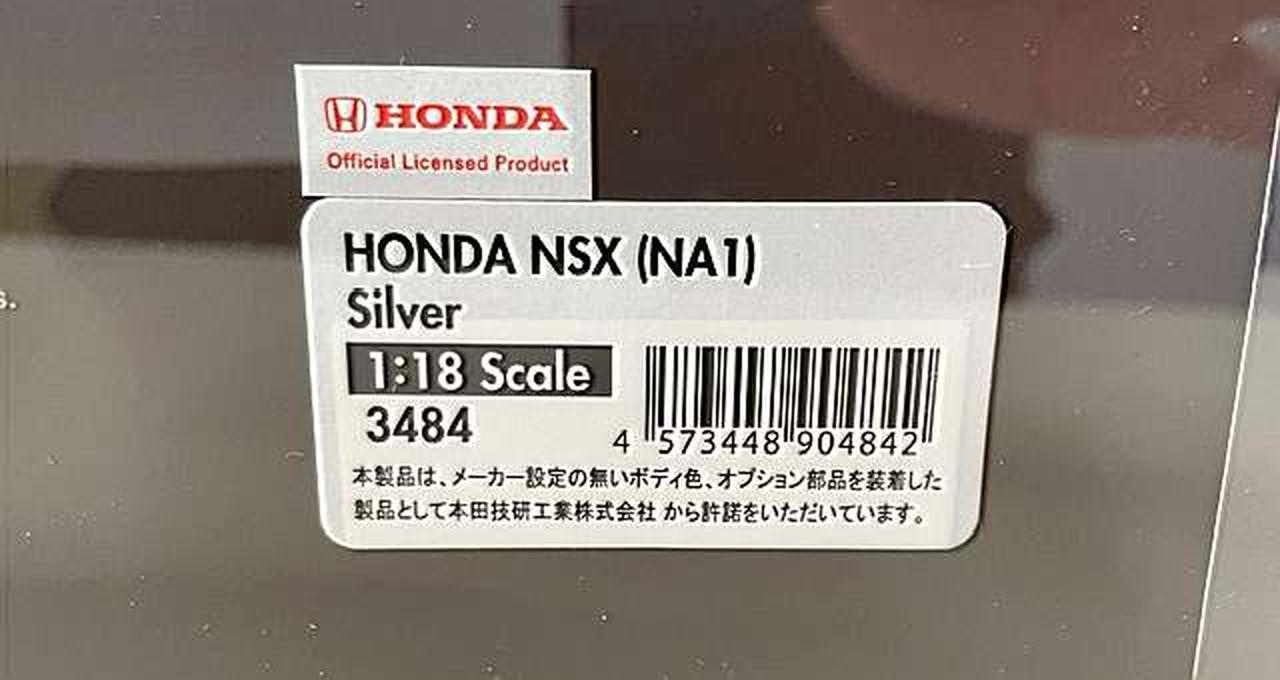 s.
HONDA
Official Licensed Product
HONDA NSX (NA1)
Silver
1:18 Scale
3484
4 573448 904842
本製品は、メーカー設定の無いボディ色、オプション部品を装着した
製品として本田技研工業株式会社 から許諾をいただいています。